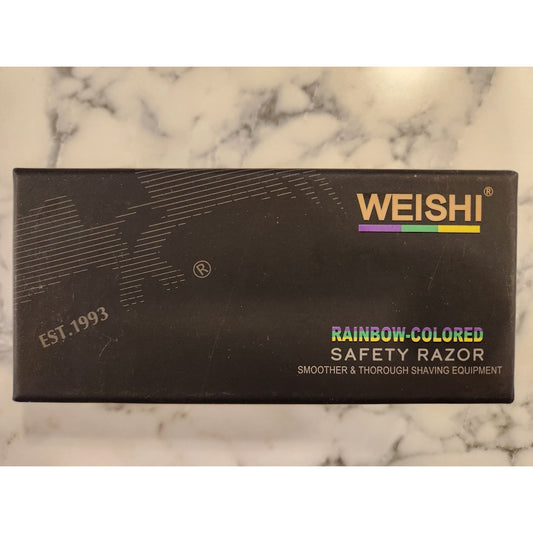 WEISHI®
®
EST.1993
RAINBOW-COLORED
SAFETY RAZOR
SMOOTHER & THOROUGH SHAVING EQUIPMENT